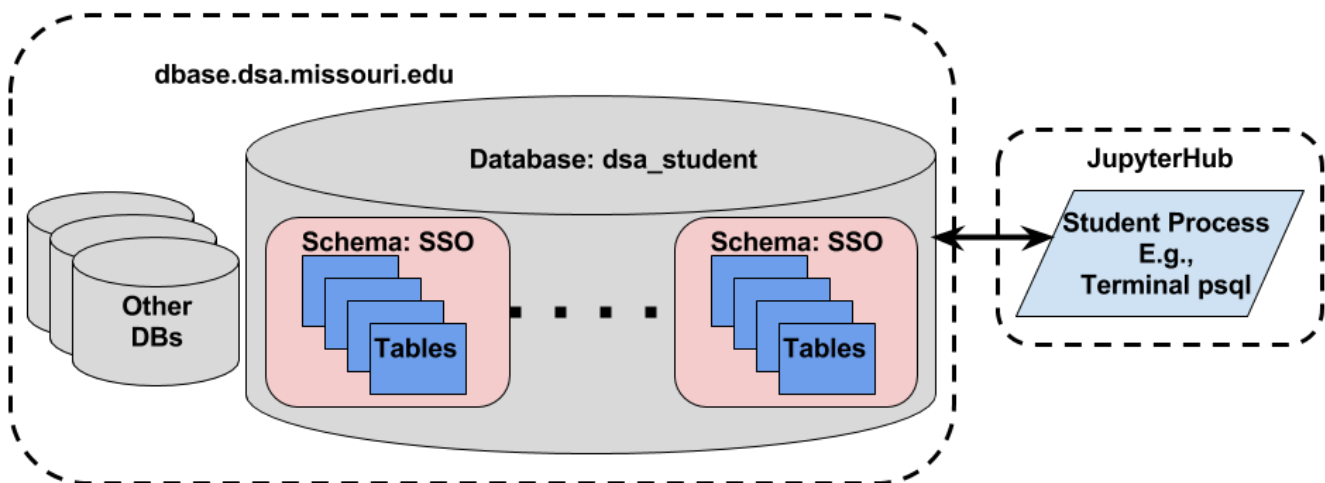 dbase.dsa.missouri.edu
Database: dsa_student
Other
DBs
Schema: SSO
Tables
Schema: SSO
Tables
JupyterHub
Student Process
E.g.,
Terminal psql